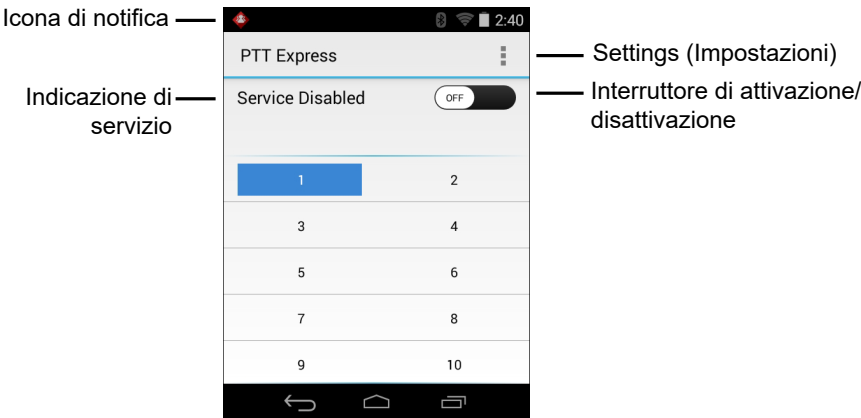 Icona di notifica
2:40
PTT Express
Settings (Impostazioni)
Indicazione di
servizio
Service Disabled
OFF
Interruttore di attivazione/
disattivazione
1 2
3 4
5 6
7 8
9 10